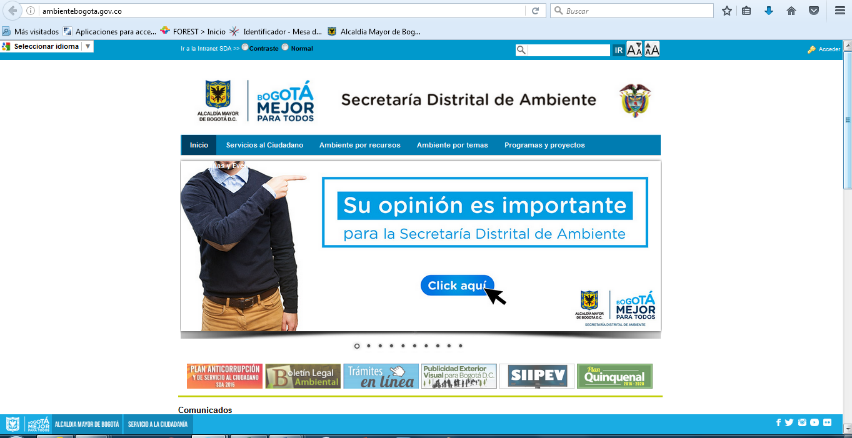 ambientebogota.gov.co
Buscar
Más visitados
Aplicaciones para acce...
FOREST > Inicio
Identificador - Mesa d...
Alcaldia Mayor de Bog...
Seleccionar idioma
Ir a la Intranet SDA >>
Contraste
Normal
IR
A A
A A
Acceder
ALCALDÍA MAYOR
DE BOGOTÁ D.C.
BOGOTÁ
MEJOR
PARA TODOS
Secretaría Distrital de Ambiente
Inicio
Servicios al Ciudadano
Ambiente por recursos
Ambiente por temas
Programas y proyectos
Su opinión es importante
para la Secretaría Distrital de Ambiente
Click aquí
ALCALDÍA MAYOR
DE BOGOTÁ D.C.
BOGOTÁ
MEJOR
PARA TODOS
SECRETARÍA DISTRITAL DE AMBIENTE
PLAN ANTICORRUPCIÓN
Y DE SERVICIO AL CIUDADANO
SDA 2016
Boletín Legal
Ambiental
Trámites
en línea
Publicidad Exterior
Visual para Bogotá D.C.
SIIPEV
Plan
Quinquenal
2016 - 2020
Comunicados
BOGOTÁ
MEJOR
PARA TODOS
ALCALDÍA MAYOR DE BOGOTÁ
SERVICIO A LA CIUDADANÍA